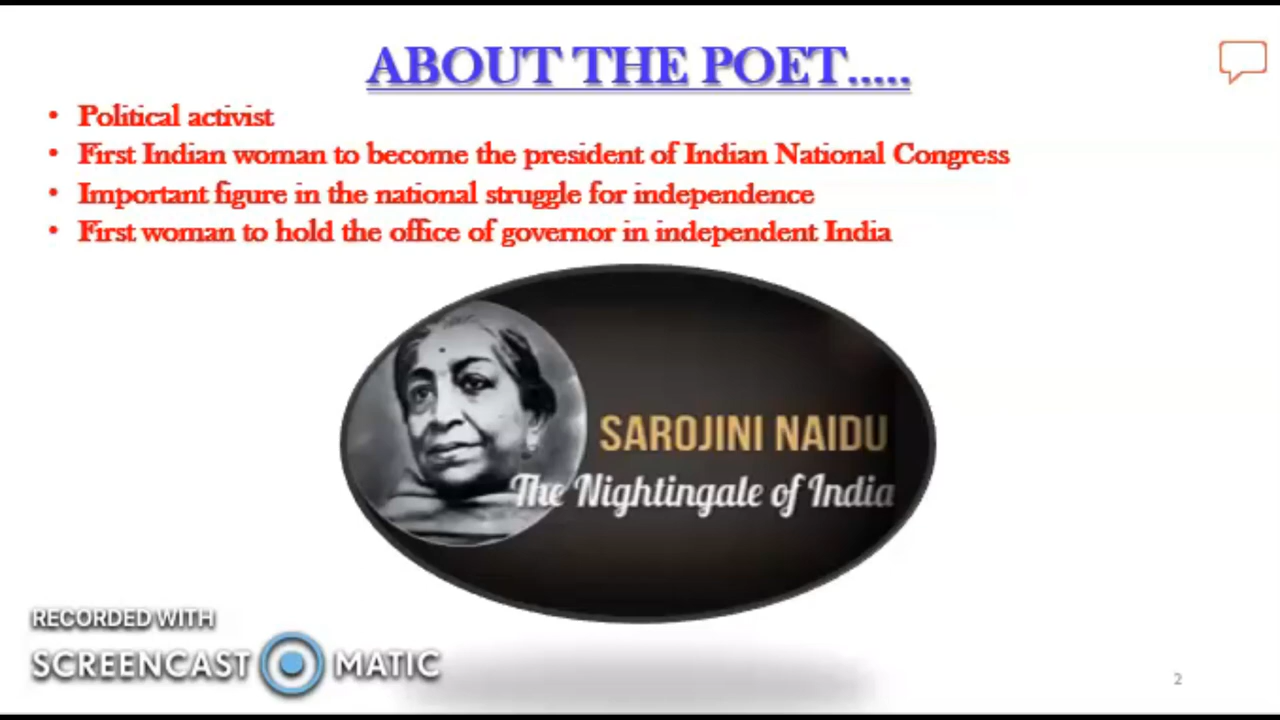 ABOUT THE POET.....
• Political activist
• First Indian woman to become the president of Indian National Congress
• Important figure in the national struggle for independence
• First woman to hold the office of governor in independent India
SAROJINI NAIDU
The Nightingale of India
RECORDED WITH
SCREENCAST MATIC
2